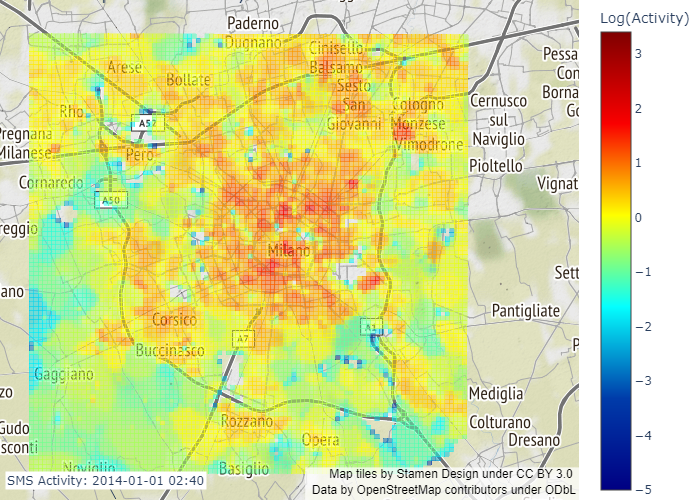 Log(Activity)
Paderno
Dugnano
Cinisello
Balsamo
Arese
Bollate
Sesto
San
Giovanni
Cologno
Monzese
Vimodrone
Cernusco
sul
Naviglio
Pioltello
Pessa
Con
Borna
Go
Vignat
Rho
A52
Pero
Pregnana
Milanese
Cornaredo
A50
reggio
Milano
ano
Corsico
A7
A1
Buccinasco
Gaggiano
Sett
Pantigliate
P
zo
Gudo
sconti
Rozzano
Opera
Mediglia
Colturano
Dresano
Noviglio
Basiglio
SMS Activity: 2014-01-01 02:40
Map tiles by Stamen Design under CC BY 3.0
Data by OpenStreetMap contributors under ODbL
3
2
1
0
−1
−2
−3
−4
−5